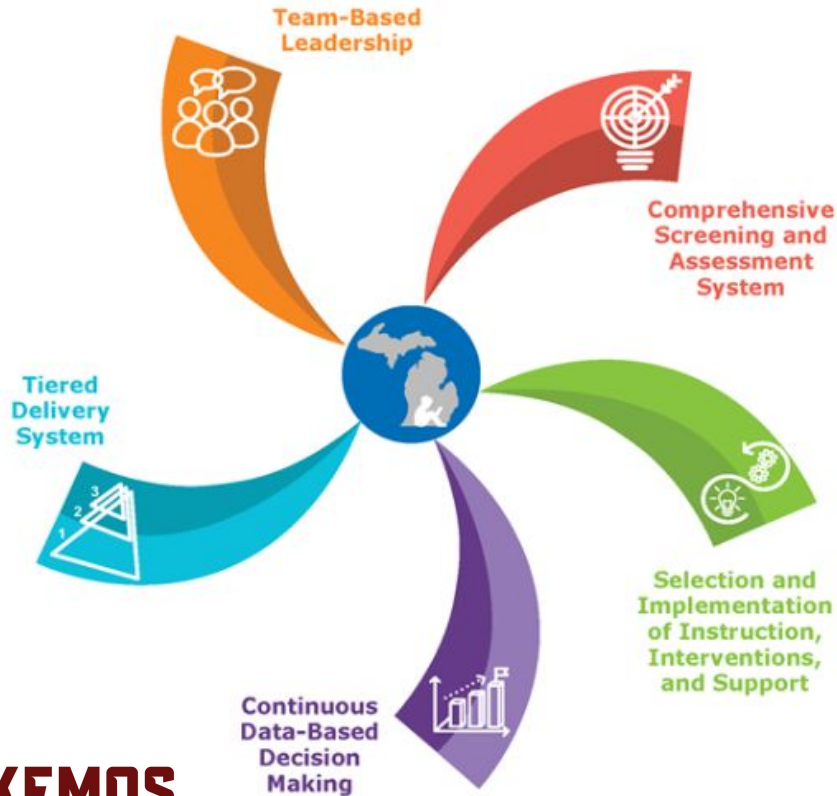 Team-Based
Leadership
Comprehensive
Screening and
Assessment
System
Tiered
Delivery
System
3
2
1
Selection and
Implementation
of Instruction,
Interventions,
and Support
Continuous
Data-Based
Decision
Making